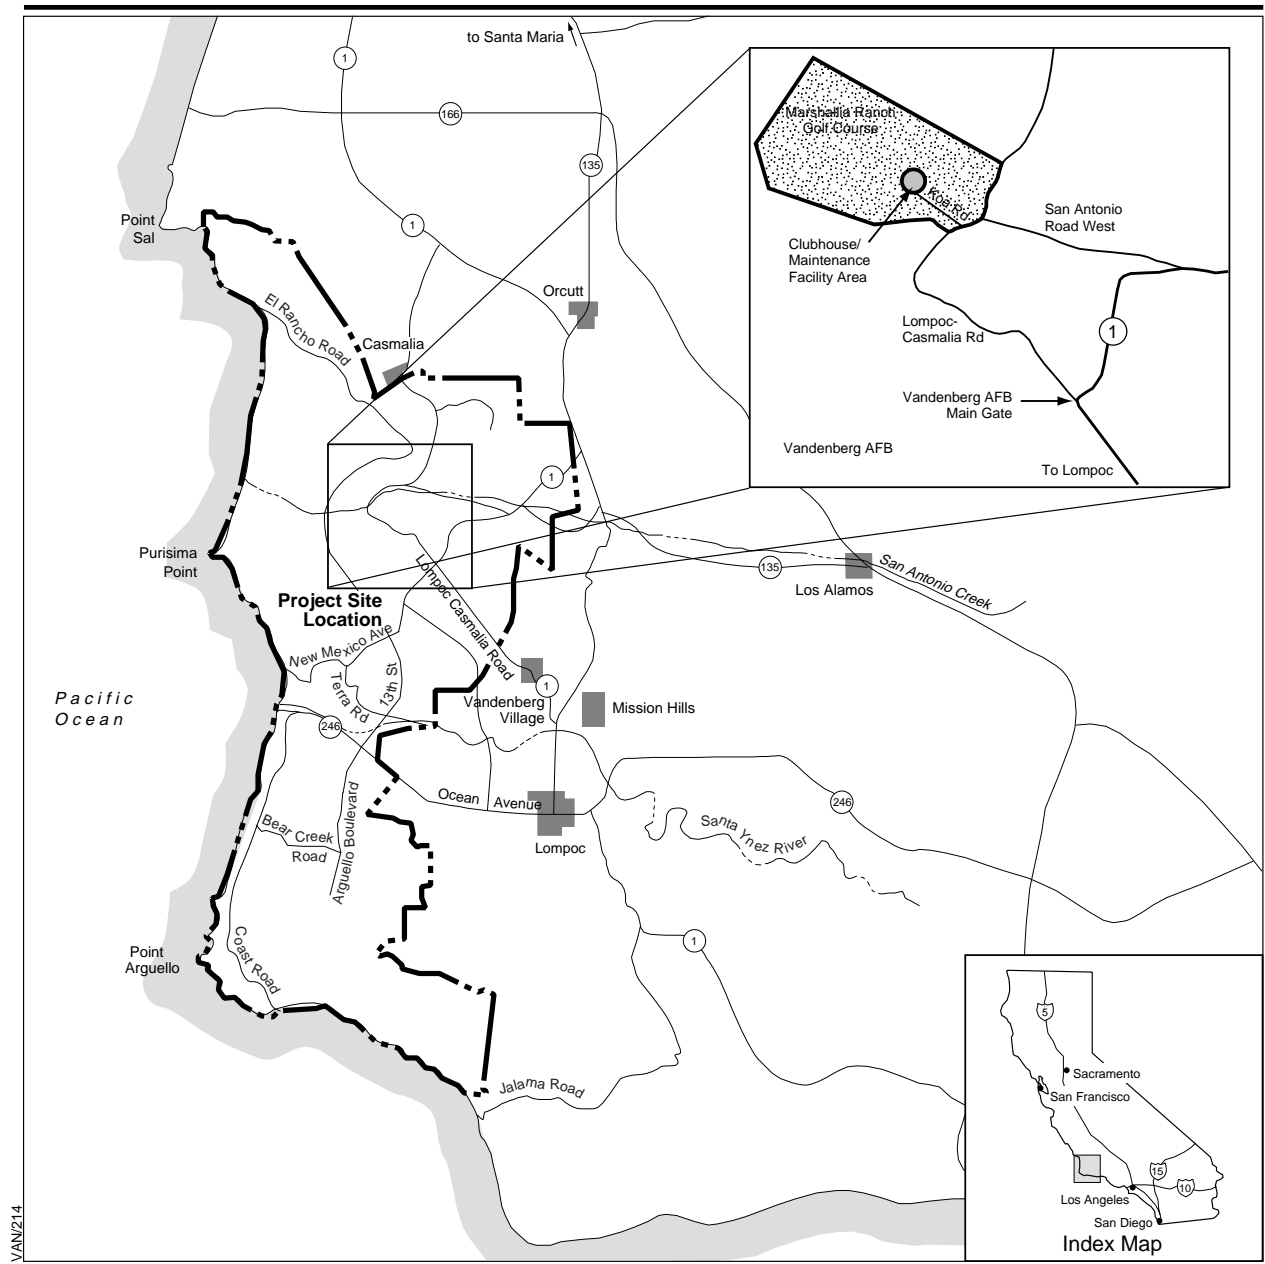 to Santa Maria
1
166
135
1
Point
Sal
El Rancho Road
Orcutt
Casmalia
Marshallia Ranch
Golf Course
Koa Rd
San Antonio
Road West
Clubhouse/
Maintenance
Facility Area
Lompoc-
Casmalia Rd
1
Vandenberg AFB
Main Gate
Vandenberg AFB
To Lompoc
1
Purisima
Point
135
Los Alamos
San Antonio Creek
Project Site
Location
Lompoc Casmalia Road
New Mexico Ave
Terra Rd
13th St
Pacific
Ocean
1
Vandenberg
Village
Mission Hills
246
Ocean Avenue
Lompoc
246
Santa Ynez River
Bear Creek
Road
Arguello Boulevard
Point
Arguello
Coast Road
1
Jalama Road
5
Sacramento
San Francisco
15
10
Los Angeles
San Diego
Index Map
VAN/214